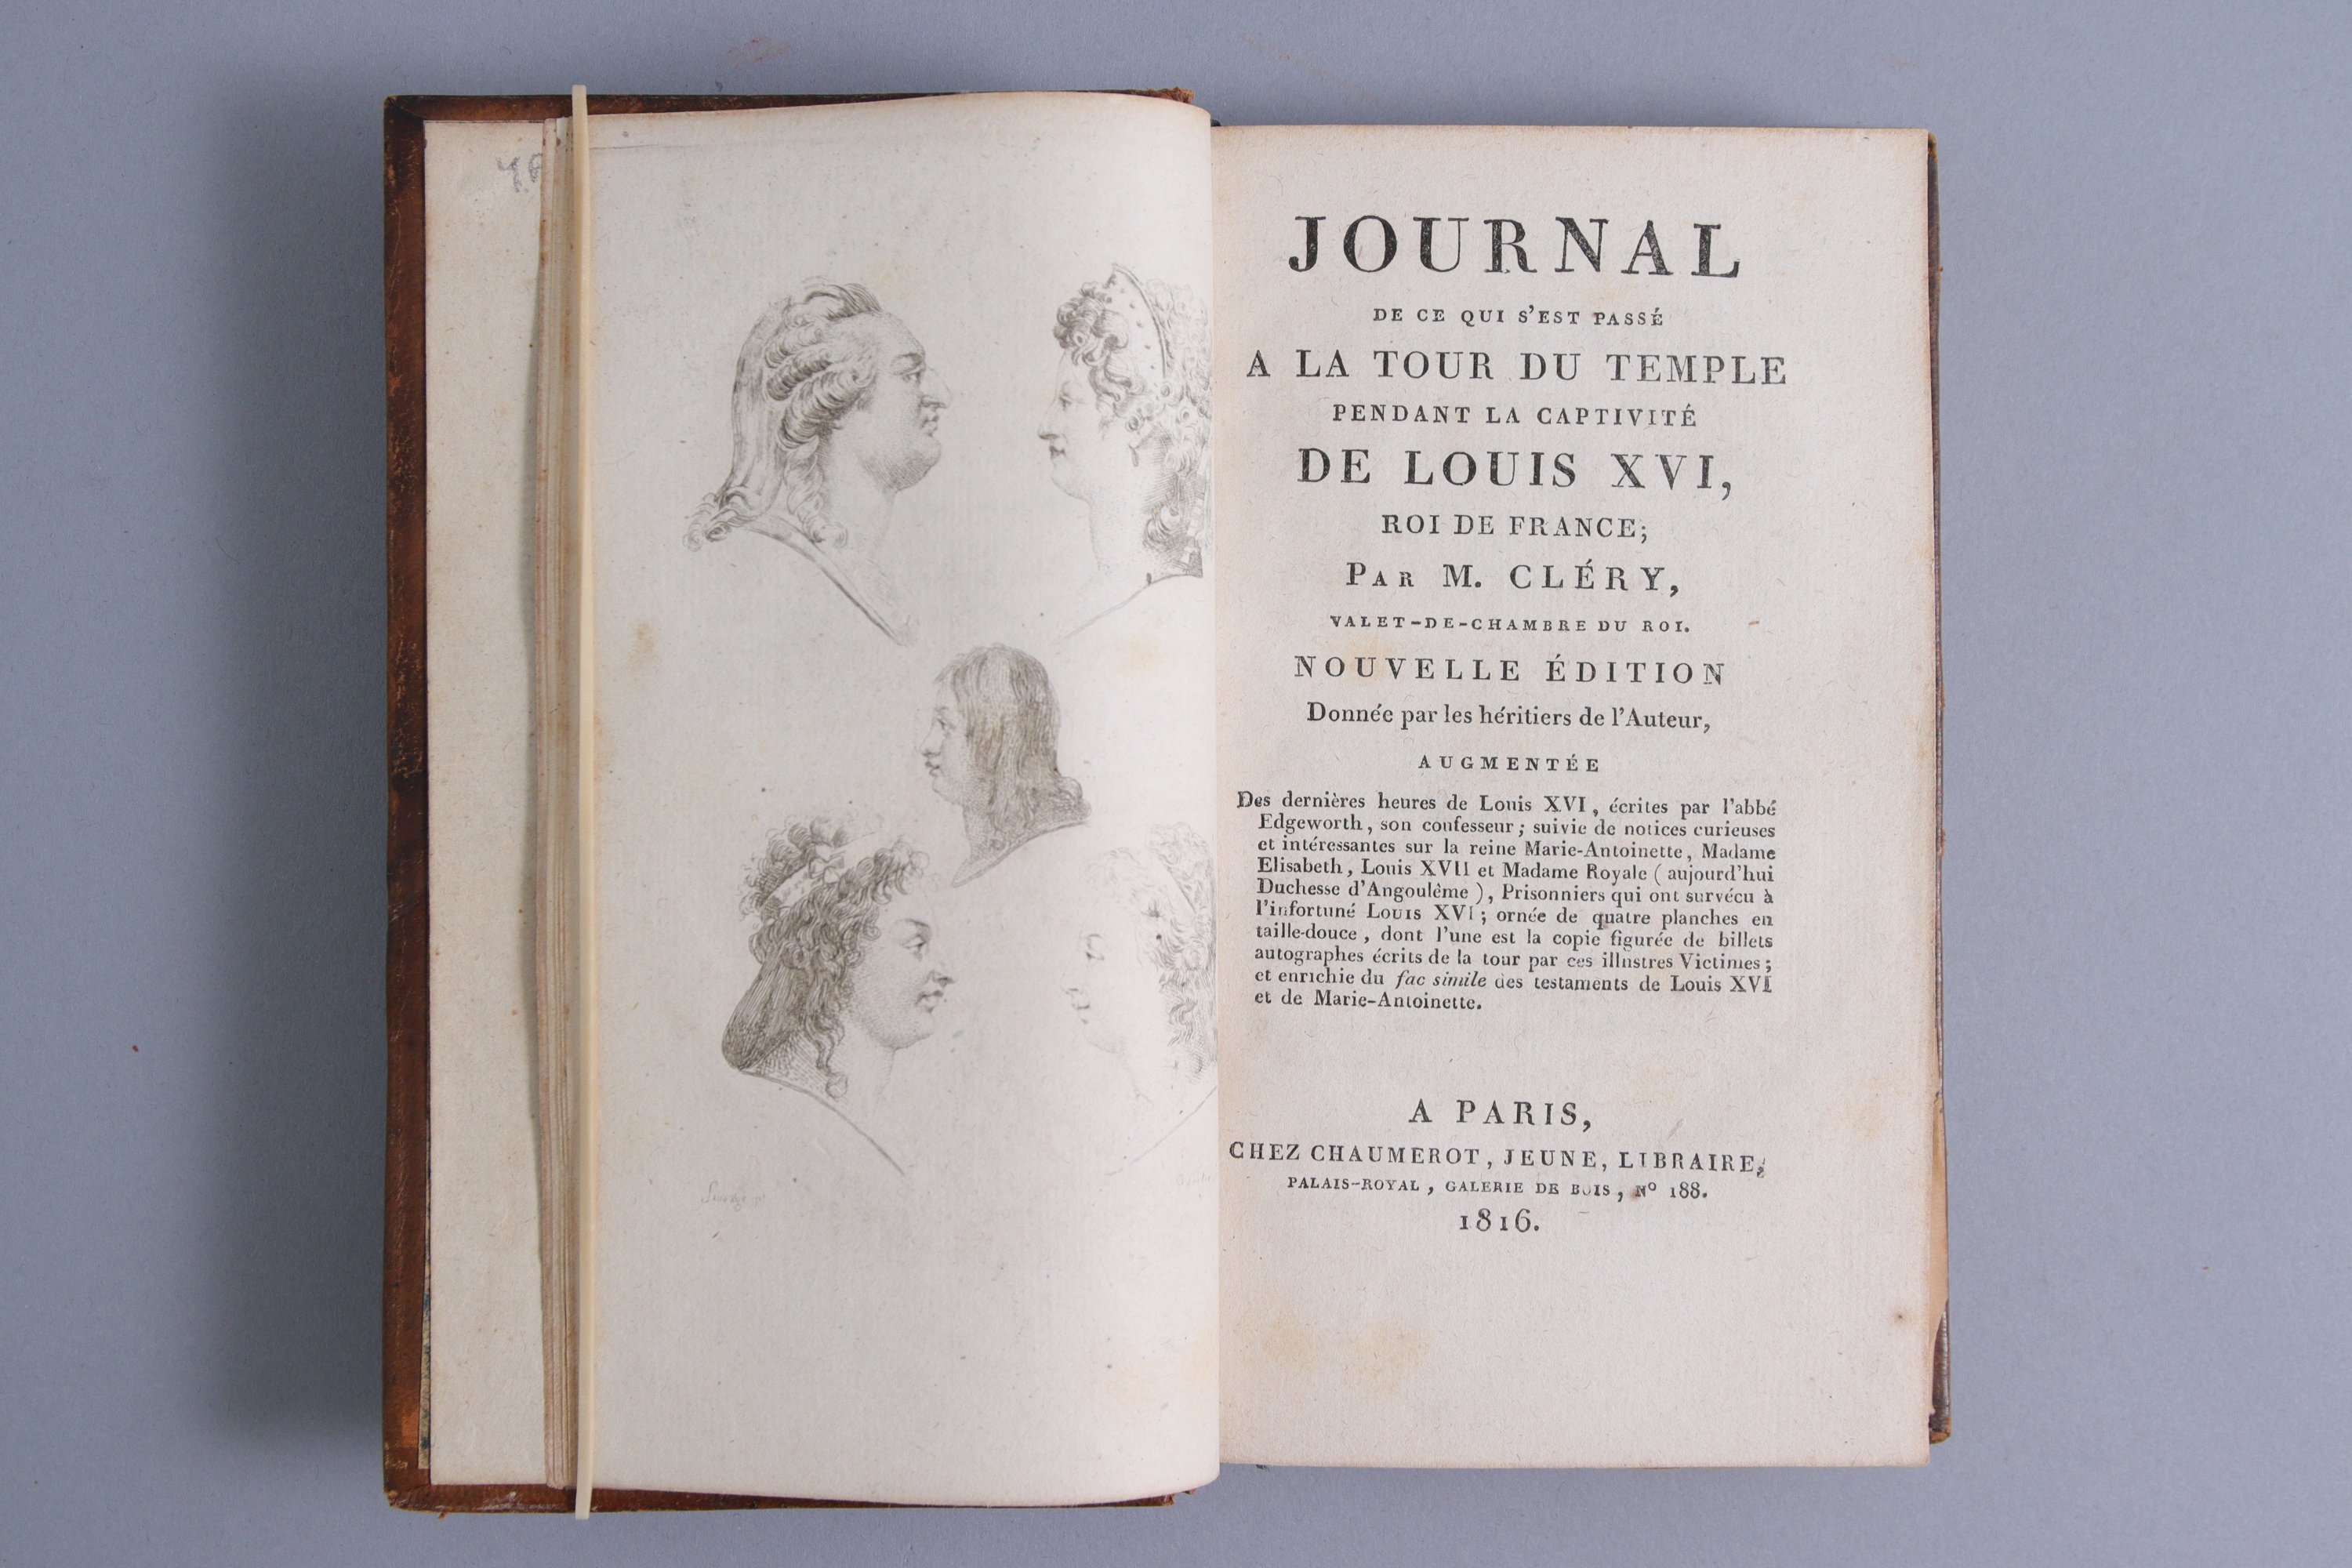 JOURNAL
DE CE QUI S'EST PASSÉ
A LA TOUR DU TEMPLE
PENDANT LA CAPTIVITÉ
DE LOUIS XVI,
ROI DE FRANCE;
PAR M. CLÉRY,
VALET-DE-CHAMBRE DU ROI.
NOUVELLE ÉDITION
Donnée par les héritiers de l'Auteur,
AUGMENTÉE
Des dernières heures de Louis XVI, écrites par l'abbé
Edgeworth, son confesseur; suivie de notices curieuses
et intéressantes sur la reine Marie-Antoinette, Madame
Elisabeth, Louis XVII et Madame Royale (aujourd'hui
Duchesse d'Angoulême), Prisonniers qui ont survécu à
l'infortuné Louis XVI; ornée de quatre planches en
taille-douce, dont l'une est la copie figurée de billets
autographes écrits de la tour par ces illustres Victimes;
et enrichie du fac simile des testaments de Louis XVI
et de Marie-Antoinette.
A PARIS,
CHEZ CHAUMEROT, JEUNE, LIBRAIRE,
PALAIS-ROYAL, GALERIE DE BOIS, Nº 188.
1816.